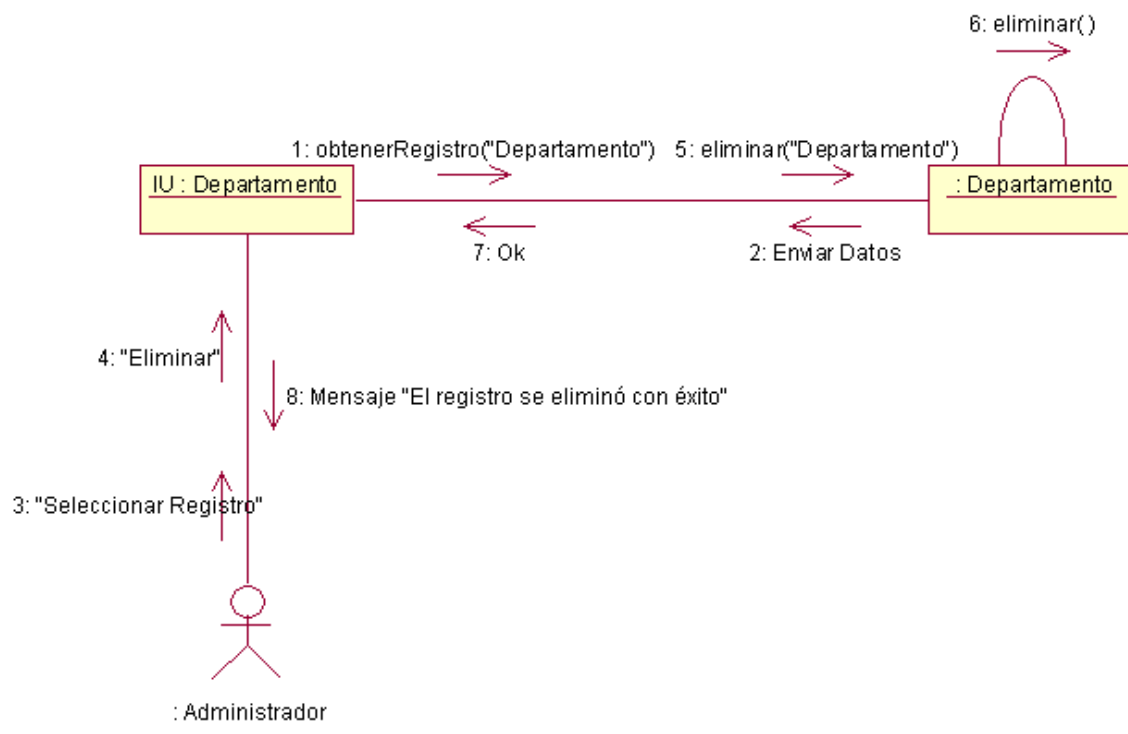 6: eliminar( )
1: obtenerRegistro("Departamento")
5: eliminar("Departamento")
IU : Departamento
: Departamento
7: Ok
2: Enviar Datos
4: "Eliminar"
8: Mensaje "El registro se eliminó con éxito"
3: "Seleccionar Registro"
: Administrador